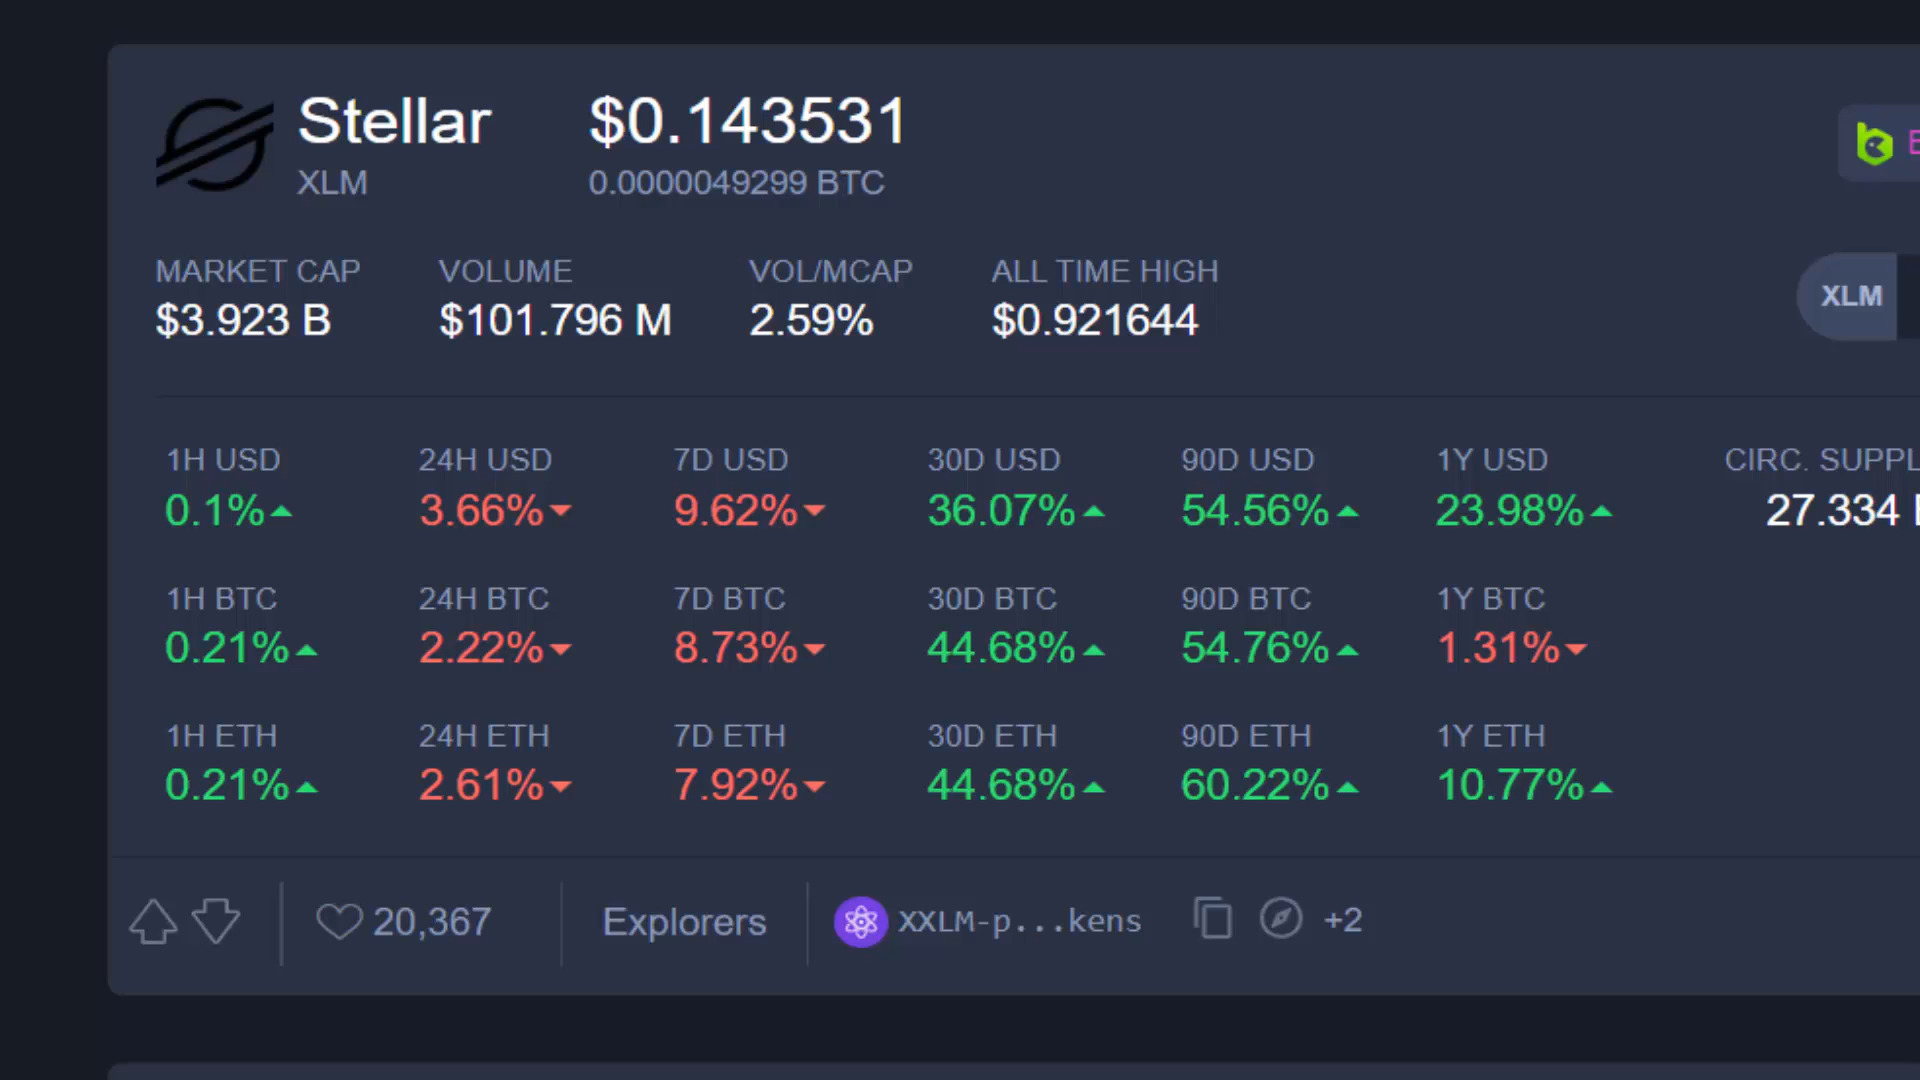 Stellar $0.143531
XLM 0.0000049299 BTC
MARKET CAP VOLUME VOL/MCAP ALL TIME HIGH
$3.923 B $101.796 M 2.59% $0.921644
XLM
1H USD 24H USD 7D USD 30D USD 90D USD 1Y USD CIRC. SUPPL
0.1% 3.66% 9.62% 36.07% 54.56% 23.98% 27.334
1H BTC 24H BTC 7D BTC 30D BTC 90D BTC 1Y BTC
0.21% 2.22% 8.73% 44.68% 54.76% 1.31%
1H ETH 24H ETH 7D ETH 30D ETH 90D ETH 1Y ETH
0.21% 2.61% 7.92% 44.68% 60.22% 10.77%
20,367 Explorers XXLM-p...kens +2